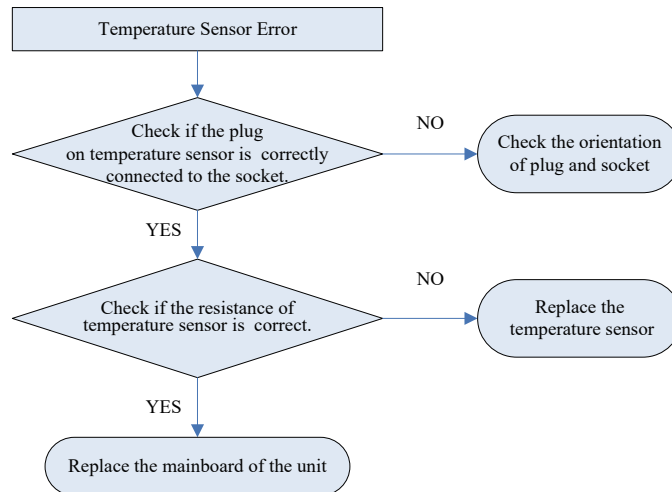 Temperature Sensor Error
Check if the plug
on temperature sensor is correctly
connected to the socket.
NO
Check the orientation
of plug and socket
YES
Check if the resistance of
temperature sensor is correct.
NO
Replace the
temperature sensor
YES
Replace the mainboard of the unit